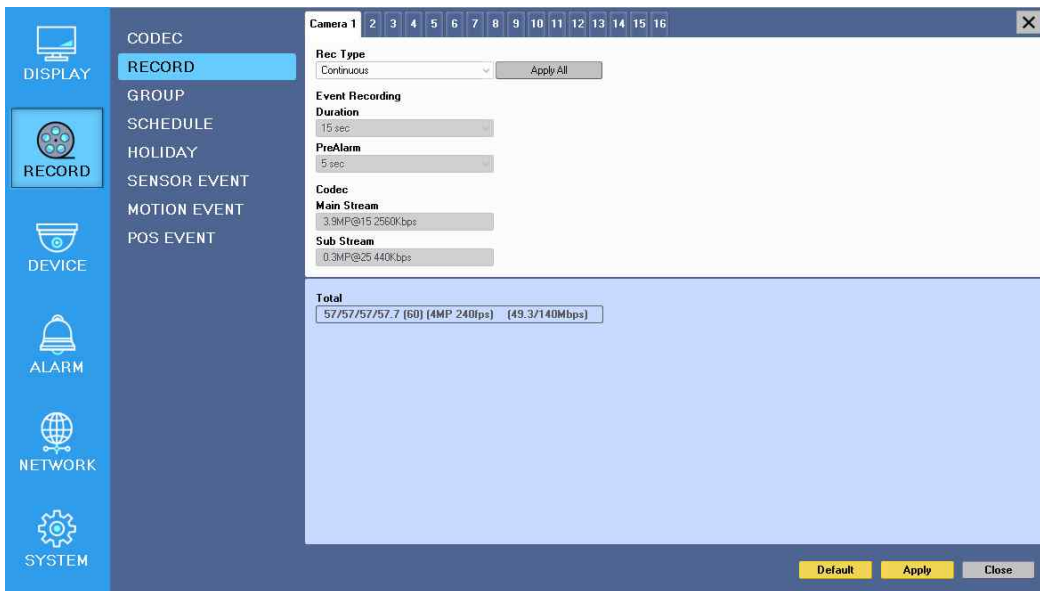 DISPLAY
RECORD
DEVICE
ALARM
NETWORK
SYSTEM
CODEC
RECORD
GROUP
SCHEDULE
HOLIDAY
SENSOR EVENT
MOTION EVENT
POS EVENT
Camera 1 2 3 4 5 6 7 8 9 10 11 12 13 14 15 16
Rec Type
Continuous Apply All
Event Recording
Duration
15 sec
PreAlarm
5 sec
Codec
Main Stream
3.9MP@15 2560Kbps
Sub Stream
0.3MP@25 440Kbps
Total
57/57/57/57.7 (60) (4MP 240fps) (49.3/140Mbps)
Default Apply Close